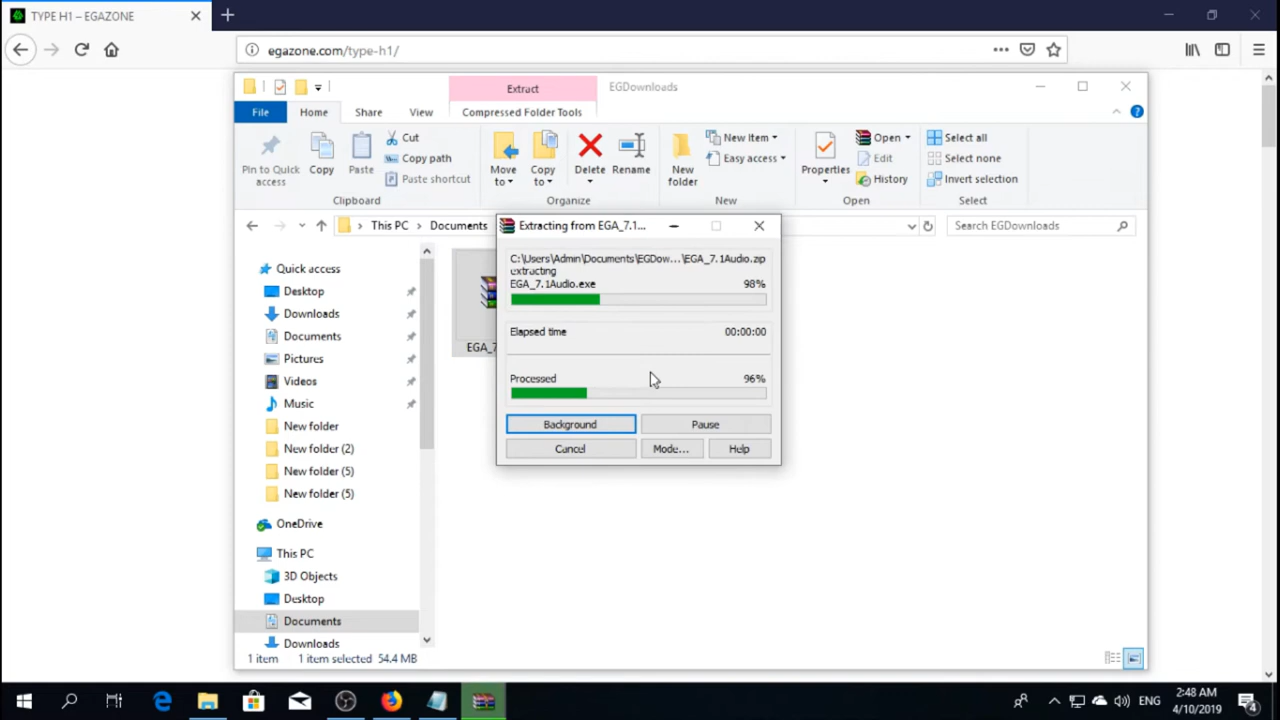 TYPE H1 – EGAZONE
egazone.com/type-h1/
Extract
EGDownloads
File
Home
Share
View
Compressed Folder Tools
Pin to Quick access
Copy
Paste
Cut
Copy path
Paste shortcut
Clipboard
Move to
Copy to
Delete
Rename
Organize
New folder
New item
Easy access
New
Properties
Open
Edit
History
Open
Select all
Select none
Invert selection
Select
This PC
Documents
Search EGDownloads
Quick access
Desktop
Downloads
Documents
Pictures
Videos
Music
New folder
New folder (2)
New folder (5)
New folder (5)
OneDrive
This PC
3D Objects
Desktop
Documents
Downloads
EGA_7
Extracting from EGA_7.1...
C:\Users\Admin\Documents\EGDow...\EGA_7.1Audio.zip
extracting
EGA_7.1Audio.exe 98%
Elapsed time 00:00:00
Processed 96%
Background
Pause
Cancel
Mode...
Help
1 item 1 item selected 54.4 MB
ENG
2:48 AM
4/10/2019
4